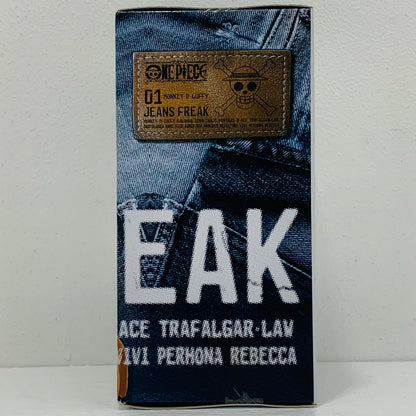 ONE PIECE
01 MONKEY·D·LUFFY
JEANS FREAK
EAK
ACE TRAFALGAR·LAW
VIVI PERHONA REBECCA